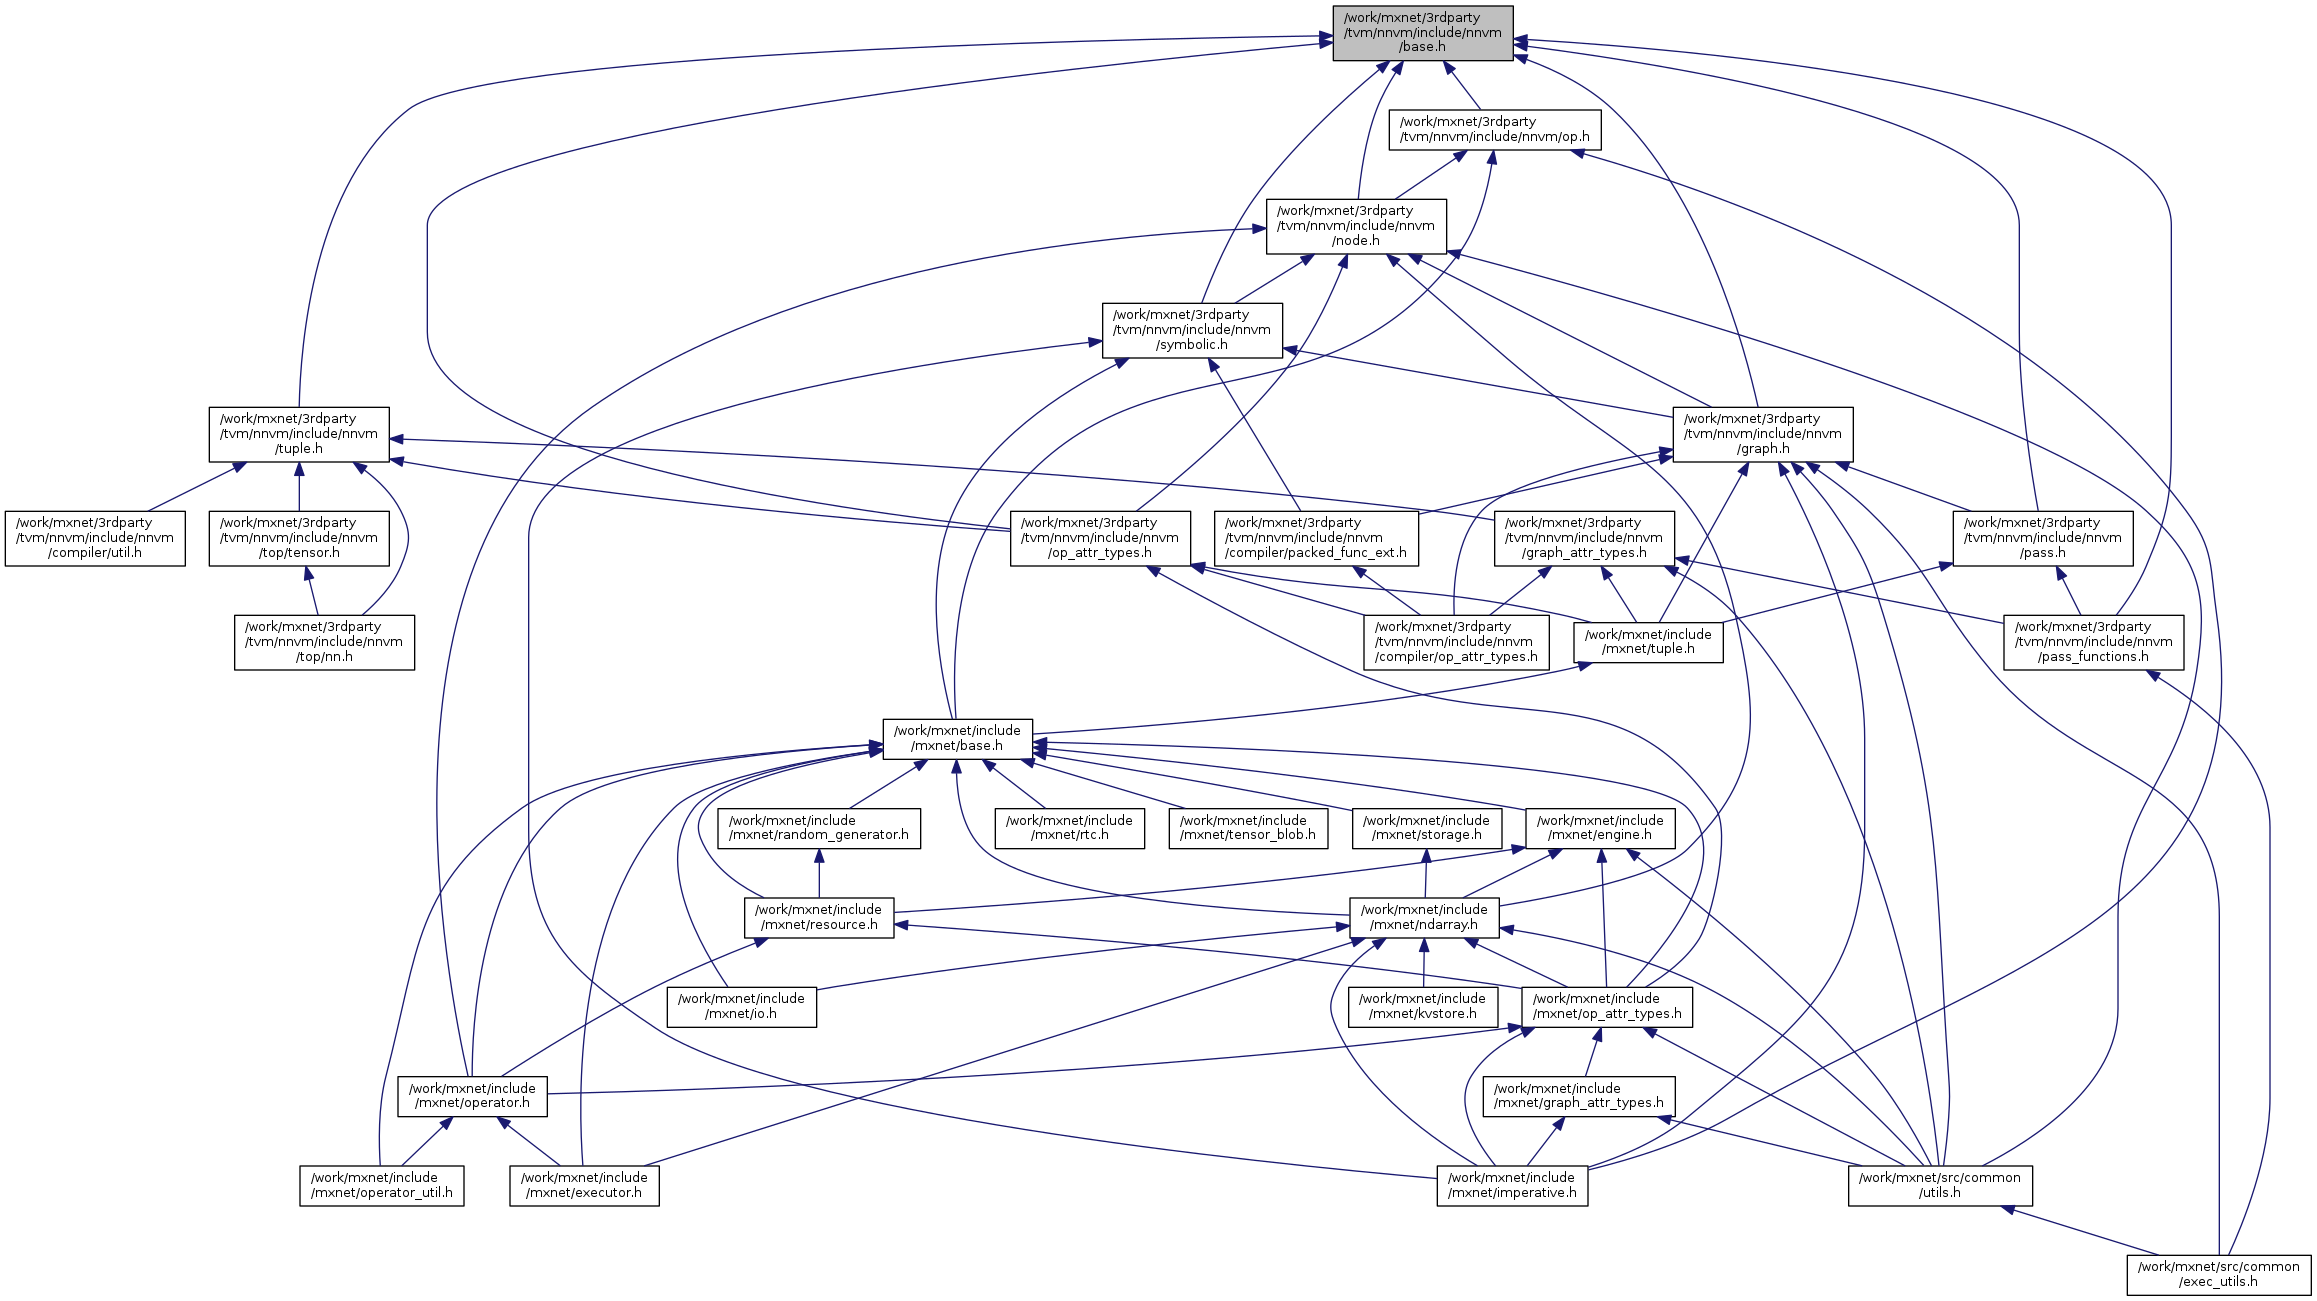 /work/mxnet/3rdparty
/tvm/nnvm/include/nnvm
/base.h
/work/mxnet/3rdparty
/tvm/nnvm/include/nnvm/op.h
/work/mxnet/3rdparty
/tvm/nnvm/include/nnvm
/node.h
/work/mxnet/3rdparty
/tvm/nnvm/include/nnvm
/symbolic.h
/work/mxnet/3rdparty
/tvm/nnvm/include/nnvm
/tuple.h
/work/mxnet/3rdparty
/tvm/nnvm/include/nnvm
/graph.h
/work/mxnet/3rdparty
/tvm/nnvm/include/nnvm
/compiler/util.h
/work/mxnet/3rdparty
/tvm/nnvm/include/nnvm
/top/tensor.h
/work/mxnet/3rdparty
/tvm/nnvm/include/nnvm
/op_attr_types.h
/work/mxnet/3rdparty
/tvm/nnvm/include/nnvm
/compiler/packed_func_ext.h
/work/mxnet/3rdparty
/tvm/nnvm/include/nnvm
/graph_attr_types.h
/work/mxnet/3rdparty
/tvm/nnvm/include/nnvm
/pass.h
/work/mxnet/3rdparty
/tvm/nnvm/include/nnvm
/top/nn.h
/work/mxnet/3rdparty
/tvm/nnvm/include/nnvm
/compiler/op_attr_types.h
/work/mxnet/include
/mxnet/tuple.h
/work/mxnet/3rdparty
/tvm/nnvm/include/nnvm
/pass_functions.h
/work/mxnet/include
/mxnet/base.h
/work/mxnet/include
/mxnet/random_generator.h
/work/mxnet/include
/mxnet/rtc.h
/work/mxnet/include
/mxnet/tensor_blob.h
/work/mxnet/include
/mxnet/storage.h
/work/mxnet/include
/mxnet/engine.h
/work/mxnet/include
/mxnet/resource.h
/work/mxnet/include
/mxnet/ndarray.h
/work/mxnet/include
/mxnet/io.h
/work/mxnet/include
/mxnet/kvstore.h
/work/mxnet/include
/mxnet/op_attr_types.h
/work/mxnet/include
/mxnet/operator.h
/work/mxnet/include
/mxnet/graph_attr_types.h
/work/mxnet/include
/mxnet/operator_util.h
/work/mxnet/include
/mxnet/executor.h
/work/mxnet/include
/mxnet/imperative.h
/work/mxnet/src/common
/utils.h
/work/mxnet/src/common
/exec_utils.h